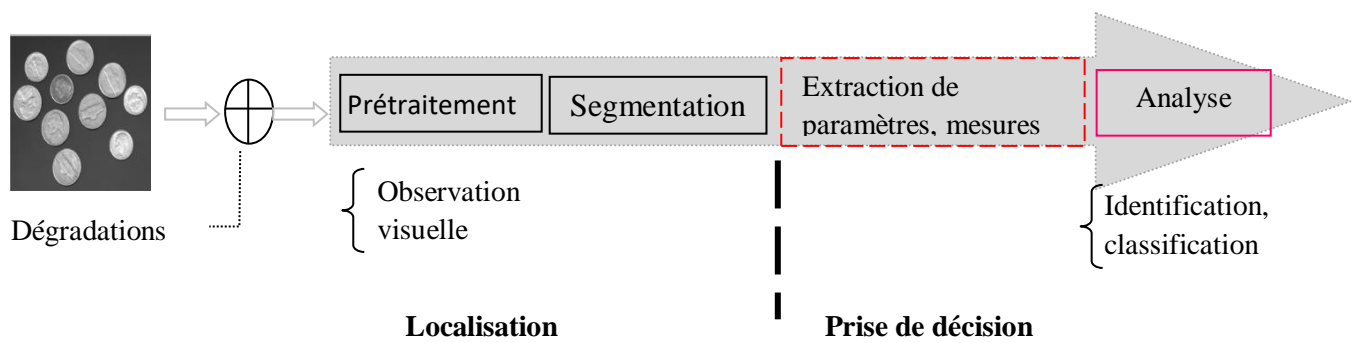 Prétraitement
Segmentation
Extraction de
paramètres, mesures
Analyse
Dégradations
Observation
visuelle
Identification,
classification
Localisation
Prise de décision